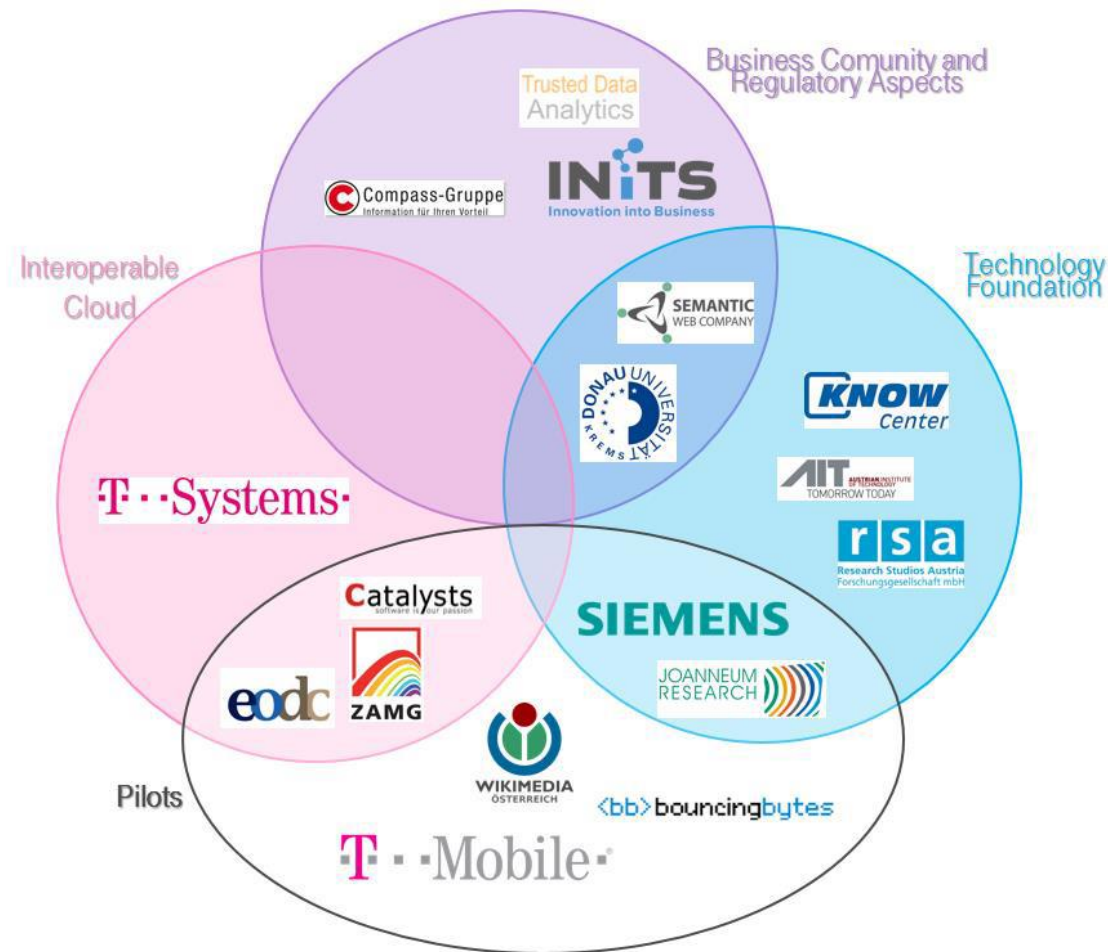 Business Comunity and
Regulatory Aspects
Trusted Data
Analytics
Compass-Gruppe
Information für Ihren Vorteil
INiTS
Innovation into Business
Interoperable
Cloud
Technology
Foundation
SEMANTIC
WEB COMPANY
DONAU UNIVERSITÄT
KREMS
KNOW
Center
AIT
AUSTRIAN INSTITUTE
OF TECHNOLOGY
TOMORROW TODAY
T··Systems·
rsa
Research Studios Austria
Forschungsgesellschaft mbH
Catalysts
software is our passion
SIEMENS
JOANNEUM
RESEARCH
eodc
ZAMG
WIKIMEDIA
ÖSTERREICH
Pilots
<bb>bouncingbytes
T··Mobile·®